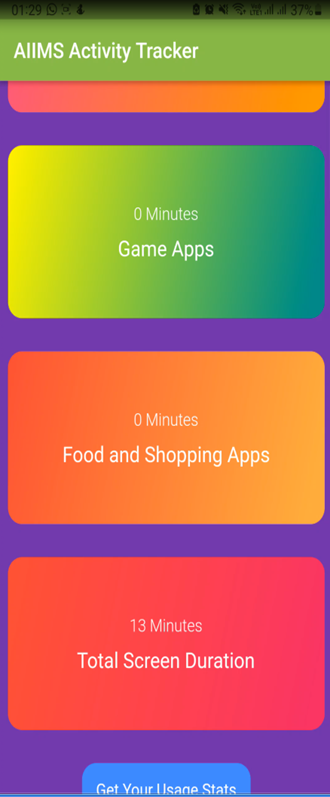 01:29 37%
AIIMS Activity Tracker
0 Minutes
Game Apps
0 Minutes
Food and Shopping Apps
13 Minutes
Total Screen Duration
Get Your Usage Stats